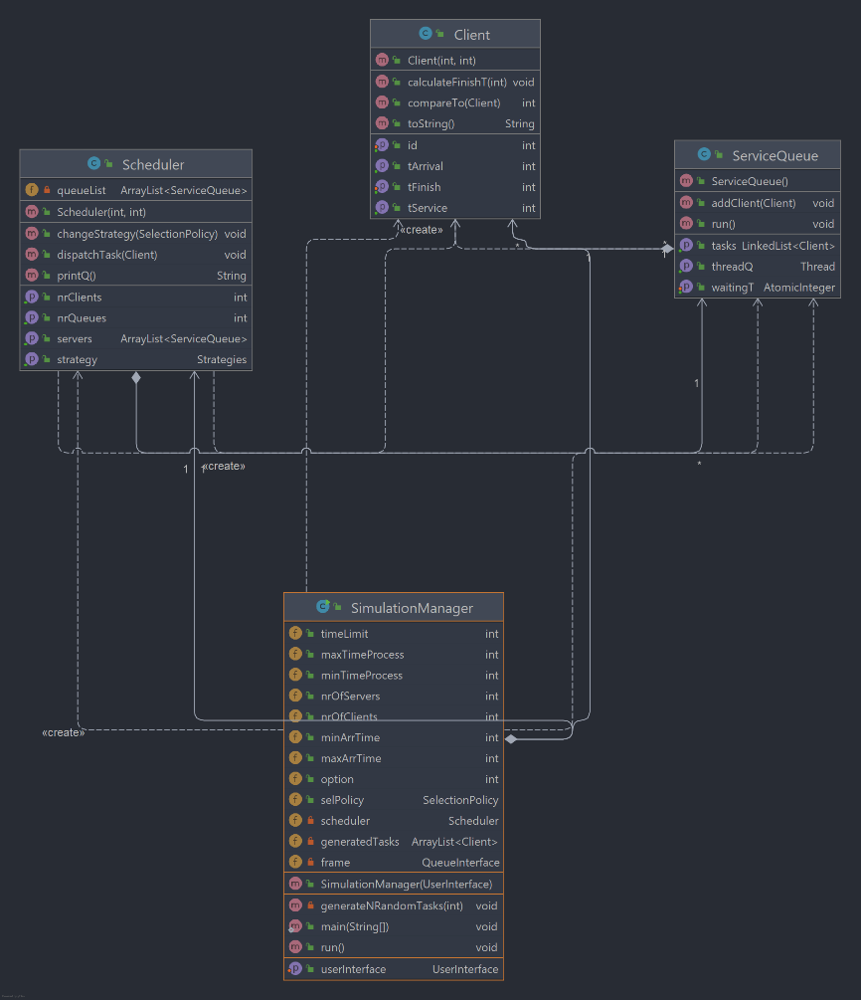 Client
Client(int, int)
calculateFinishT(int) void
compareTo(Client) int
toString() String
id int
tArrival int
tFinish int
tService int
Scheduler
queueList ArrayList<ServiceQueue>
Scheduler(int, int)
changeStrategy(SelectionPolicy) void
dispatchTask(Client) void
printQ() String
nrClients int
nrQueues int
servers ArrayList<ServiceQueue>
strategy Strategies
ServiceQueue
ServiceQueue()
addClient(Client) void
run() void
tasks LinkedList<Client>
threadQ Thread
waitingT AtomicInteger
«create»
*
1
*
1
1
*
1
1
«create»
«create»
SimulationManager
timeLimit int
maxTimeProcess int
minTimeProcess int
nrOfServers int
nrOfClients int
minArrTime int
maxArrTime int
option int
selPolicy SelectionPolicy
scheduler Scheduler
generatedTasks ArrayList<Client>
frame QueueInterface
SimulationManager(UserInterface)
generateNRandomTasks(int) void
main(String[]) void
run() void
userInterface UserInterface